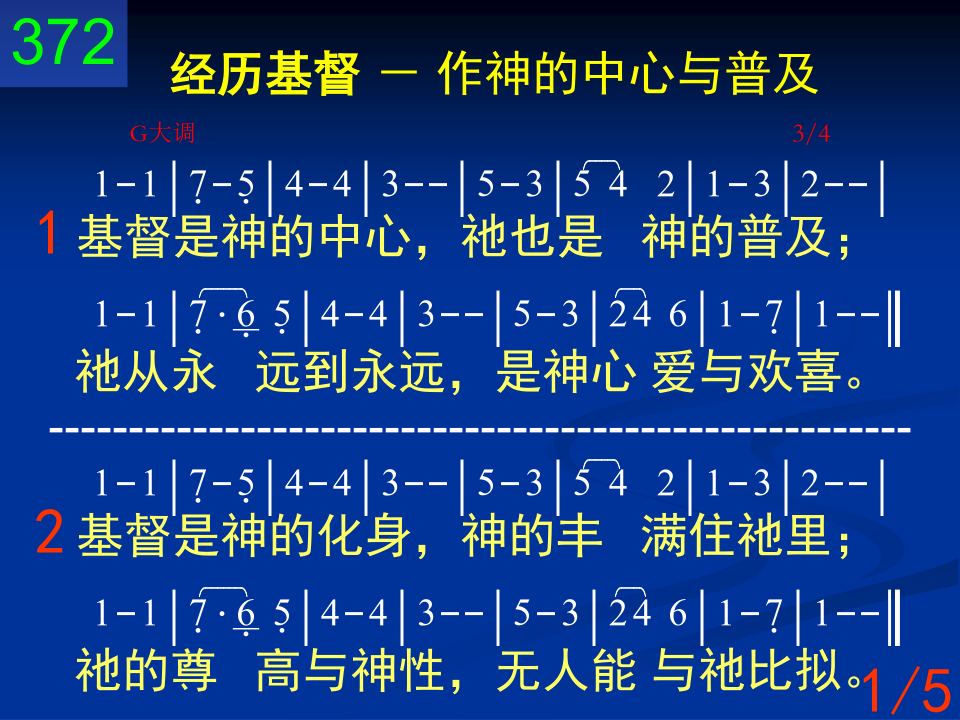 372
经历基督 － 作神的中心与普及
G大调 3/4
1-1|7̣-5̣|4-4|3--|5-3|5 4 2|1-3|2--|
1 基督是神的中心，祂也是 神的普及；
1-1|7̣·6̣ 5̣|4-4|3--|5-3|2 4 6|1-7̣|1--‖
祂从永 远到永远，是神心 爱与欢喜。
------------------------------------------------------
1-1|7̣-5̣|4-4|3--|5-3|5 4 2|1-3|2--|
2 基督是神的化身，神的丰 满住祂里；
1-1|7̣·6̣ 5̣|4-4|3--|5-3|2 4 6|1-7̣|1--‖
祂的尊 高与神性，无人能 与祂比拟。
1/5